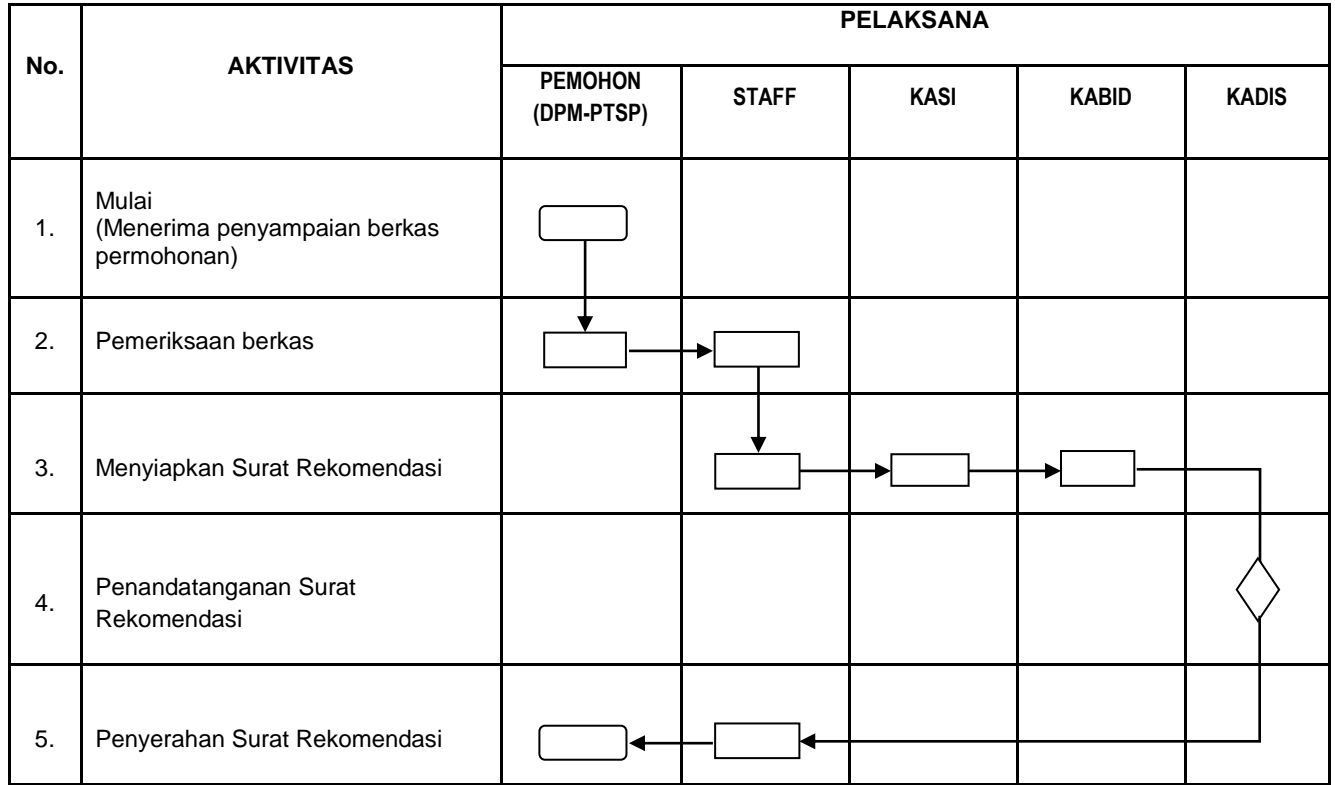 No.
AKTIVITAS
PELAKSANA
PEMOHON
(DPM-PTSP)
STAFF
KASI
KABID
KADIS
1.
Mulai
(Menerima penyampaian berkas
permohonan)
2.
Pemeriksaan berkas
3.
Menyiapkan Surat Rekomendasi
4.
Penandatanganan Surat
Rekomendasi
5.
Penyerahan Surat Rekomendasi